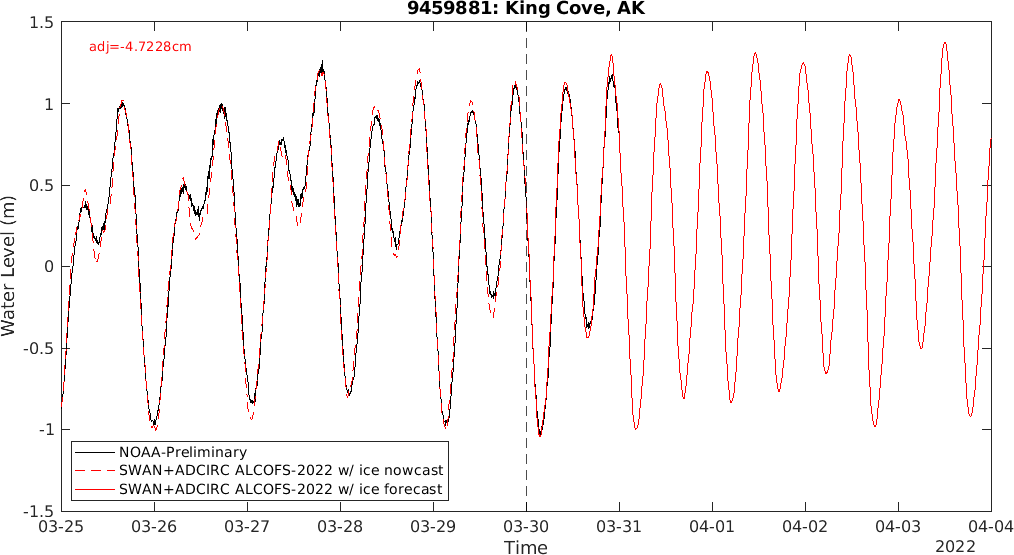 9459881: King Cove, AK
adj=-4.7228cm
Water Level (m)
1.5
1
0.5
0
-0.5
-1
-1.5
NOAA-Preliminary
SWAN+ADCIRC ALCOFS-2022 w/ ice nowcast
SWAN+ADCIRC ALCOFS-2022 w/ ice forecast
03-25 03-26 03-27 03-28 03-29 03-30 03-31 04-01 04-02 04-03 04-04
Time
2022